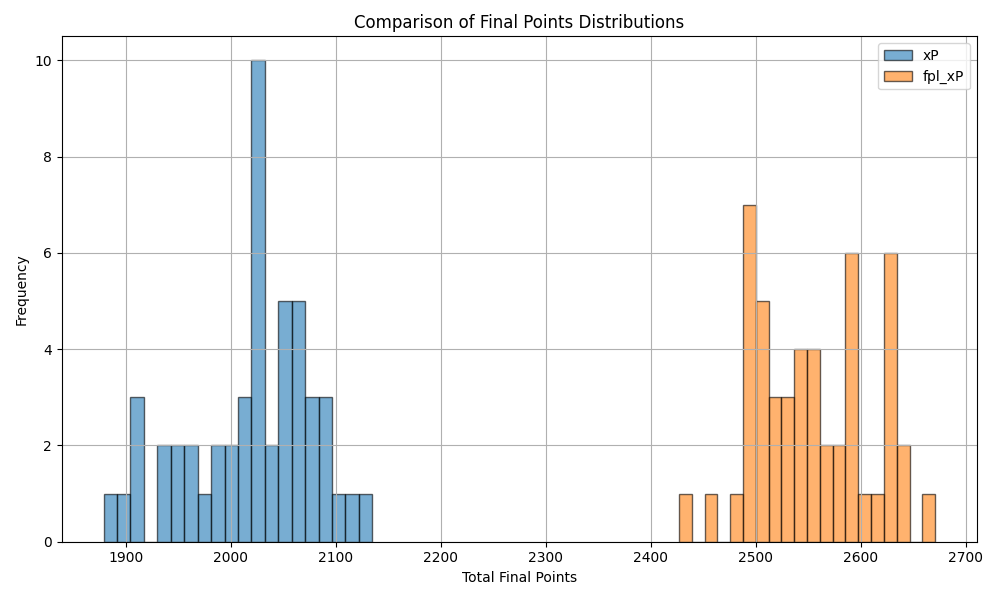 Comparison of Final Points Distributions
xP
fpl_xP
Frequency
10
8
6
4
2
0
1900 2000 2100 2200 2300 2400 2500 2600 2700
Total Final Points